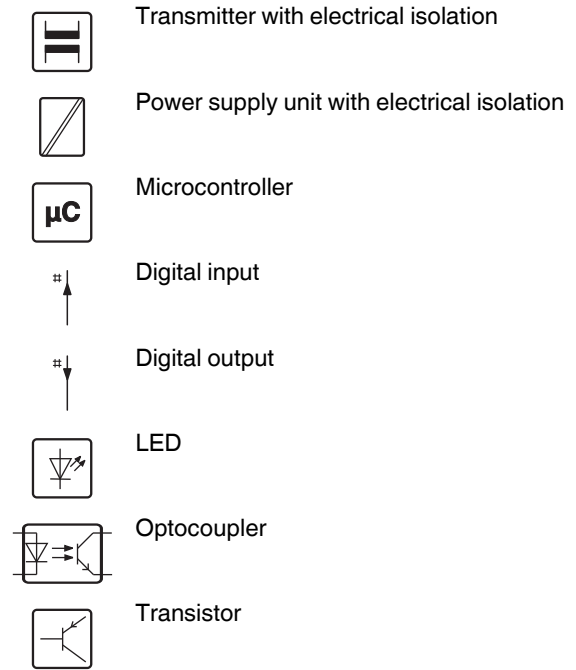 Transmitter with electrical isolation
Power supply unit with electrical isolation
µC Microcontroller
# Digital input
# Digital output
LED
Optocoupler
Transistor